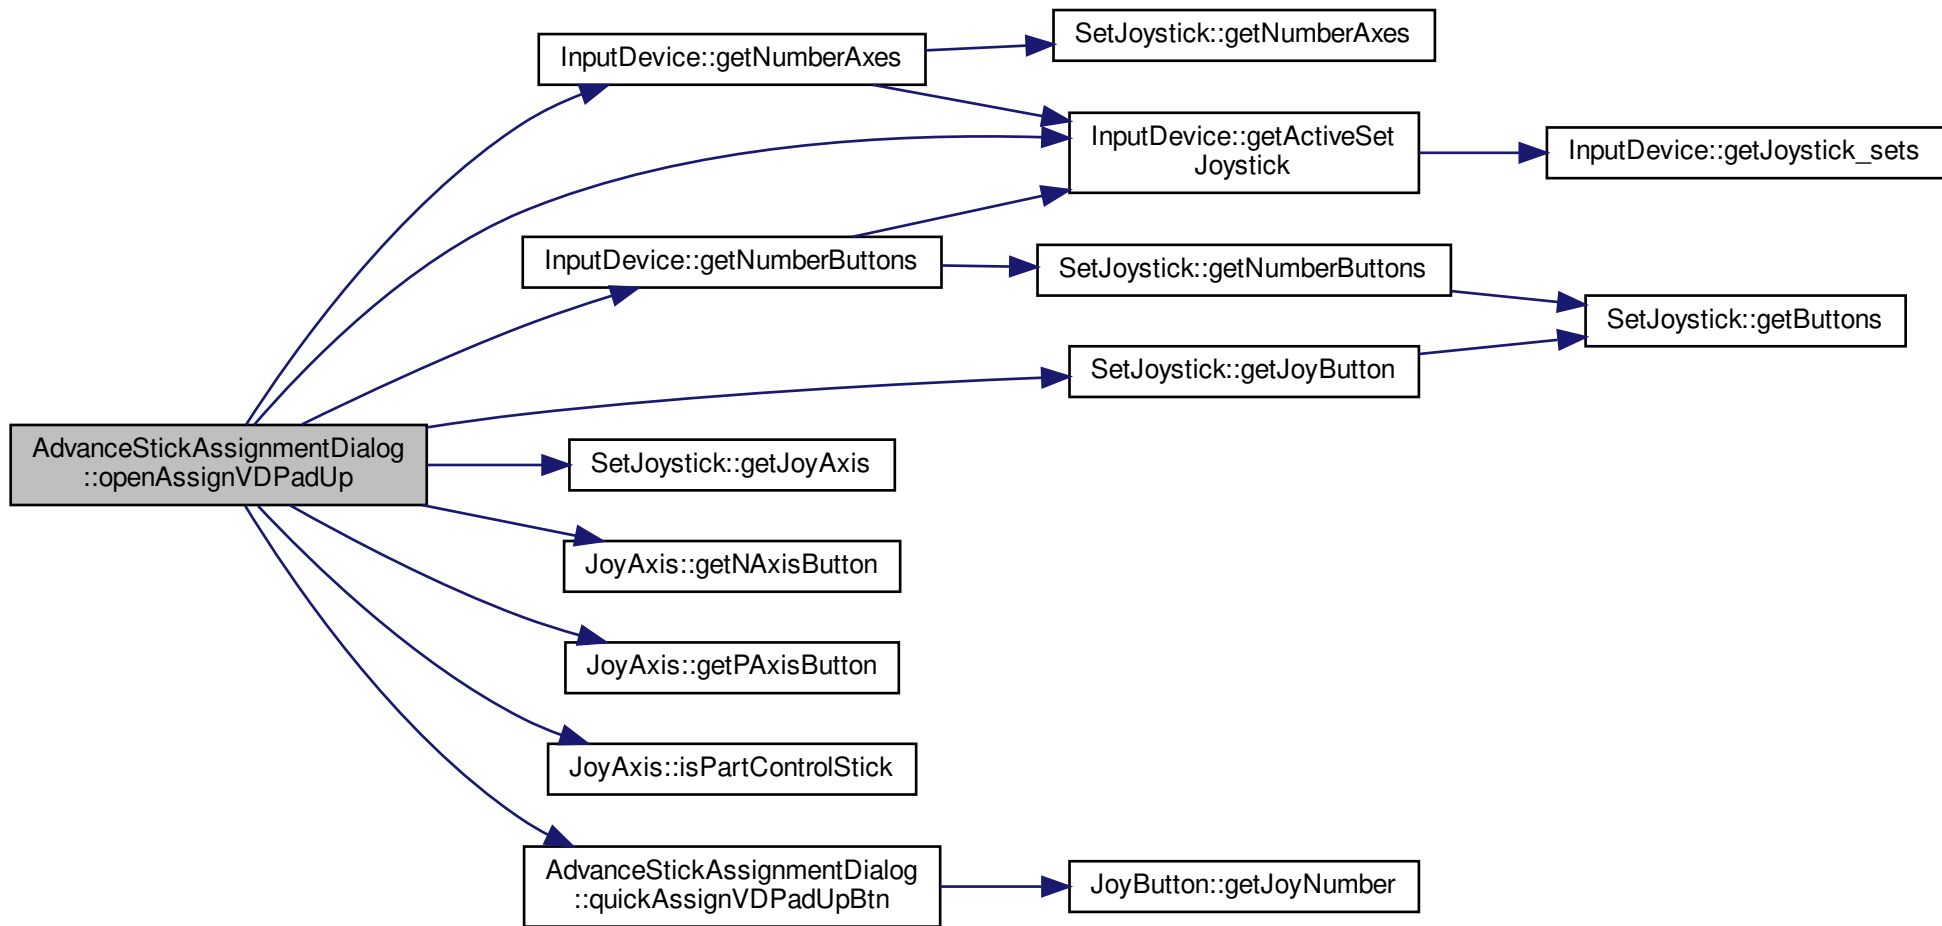 SetJoystick::getNumberAxes
InputDevice::getNumberAxes
InputDevice::getActiveSet
Joystick
InputDevice::getJoystick_sets
InputDevice::getNumberButtons
SetJoystick::getNumberButtons
SetJoystick::getButtons
SetJoystick::getJoyButton
AdvanceStickAssignmentDialog
::openAssignVDPadUp
SetJoystick::getJoyAxis
JoyAxis::getNAxisButton
JoyAxis::getPAxisButton
JoyAxis::isPartControlStick
AdvanceStickAssignmentDialog
::quickAssignVDPadUpBtn
JoyButton::getJoyNumber